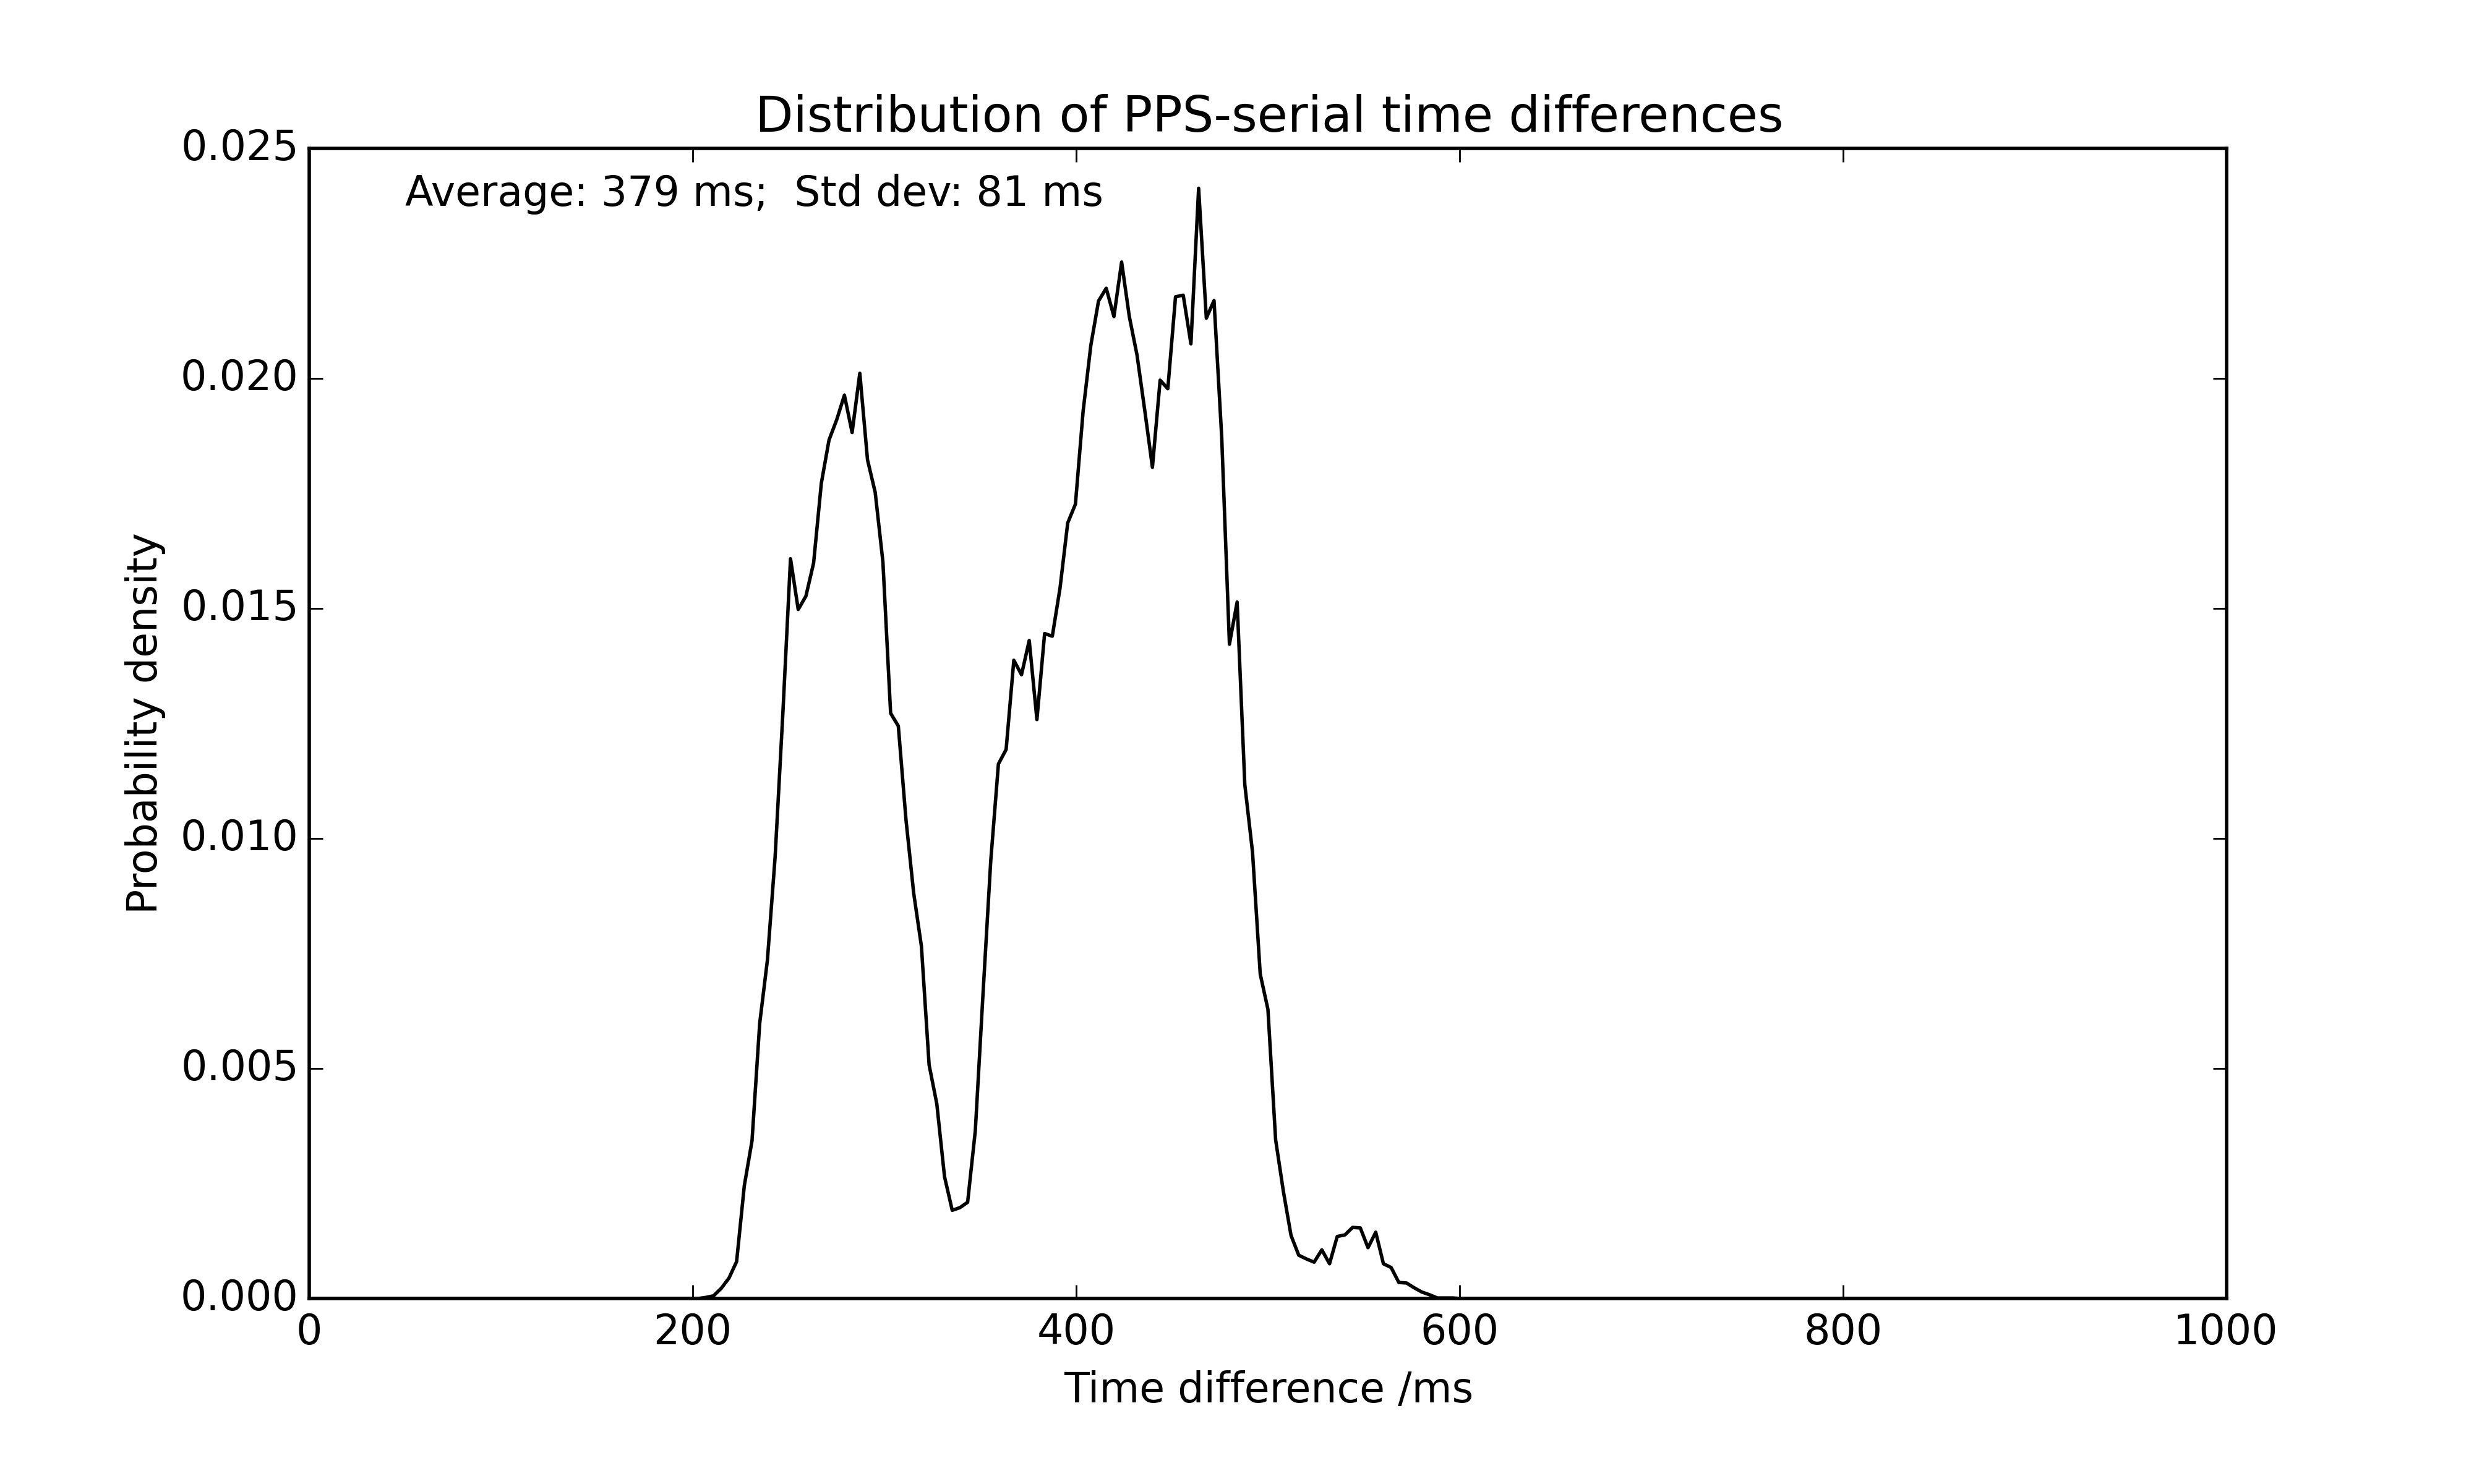 Distribution of PPS-serial time differences
Average: 379 ms;  Std dev: 81 ms
0.025
0.020
0.015
0.010
0.005
0.000
Probability density
0 200 400 600 800 1000
Time difference /ms